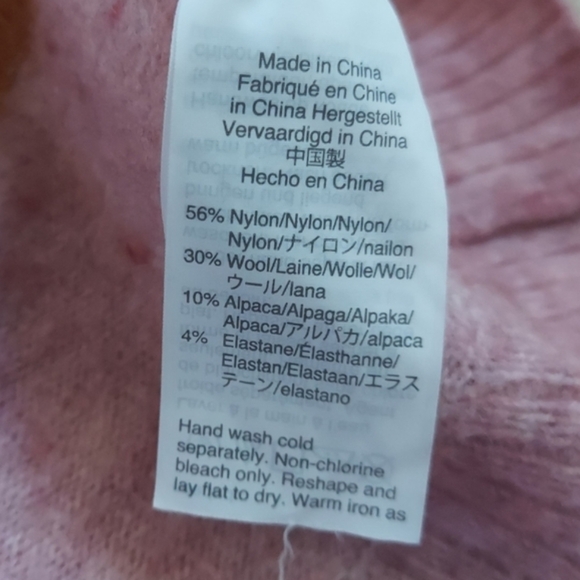 Made in China
Fabriqué en Chine
in China Hergestellt
Vervaardigd in China
中国製
Hecho en China
56% Nylon/Nylon/Nylon/
Nylon/ナイロン/nailon
30% Wool/Laine/Wolle/Wol/
ウール/lana
10% Alpaca/Alpaga/Alpaka/
Alpaca/アルパカ/alpaca
4% Elastane/Élasthanne/
Elastan/Elastaan/エラス
テーン/elastano
Hand wash cold
separately. Non-chlorine
bleach only. Reshape and
lay flat to dry. Warm iron as